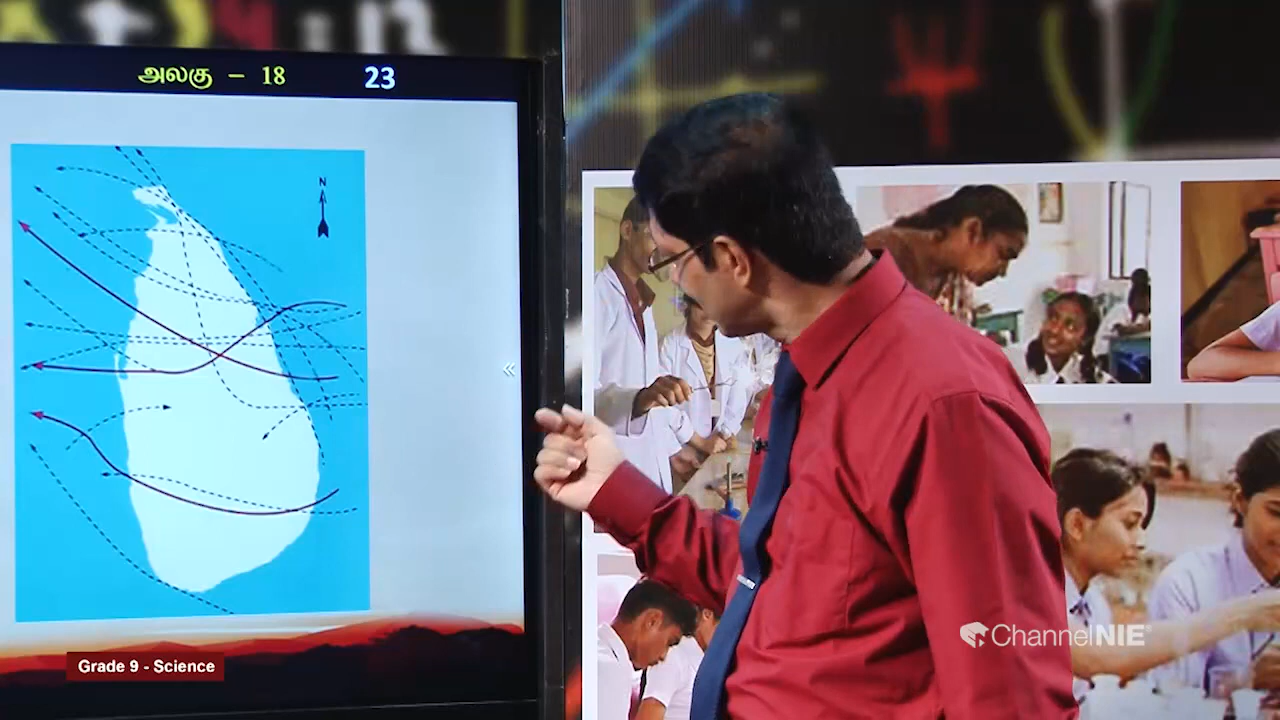 அலகு – 18 23
N
«
Grade 9 - Science
ChannelNIE